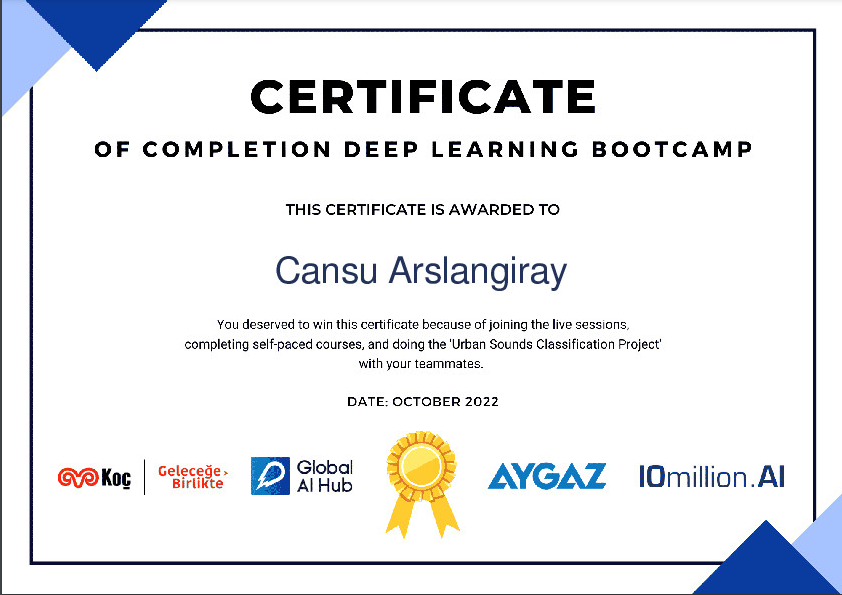 CERTIFICATE
OF COMPLETION DEEP LEARNING BOOTCAMP
THIS CERTIFICATE IS AWARDED TO
Cansu Arslangiray
You deserved to win this certificate because of joining the live sessions,
completing self-paced courses, and doing the 'Urban Sounds Classification Project'
with your teammates.
DATE: OCTOBER 2022
Koç
Geleceğe
Birlikte
Global
AI Hub
AYGAZ
10million.AI